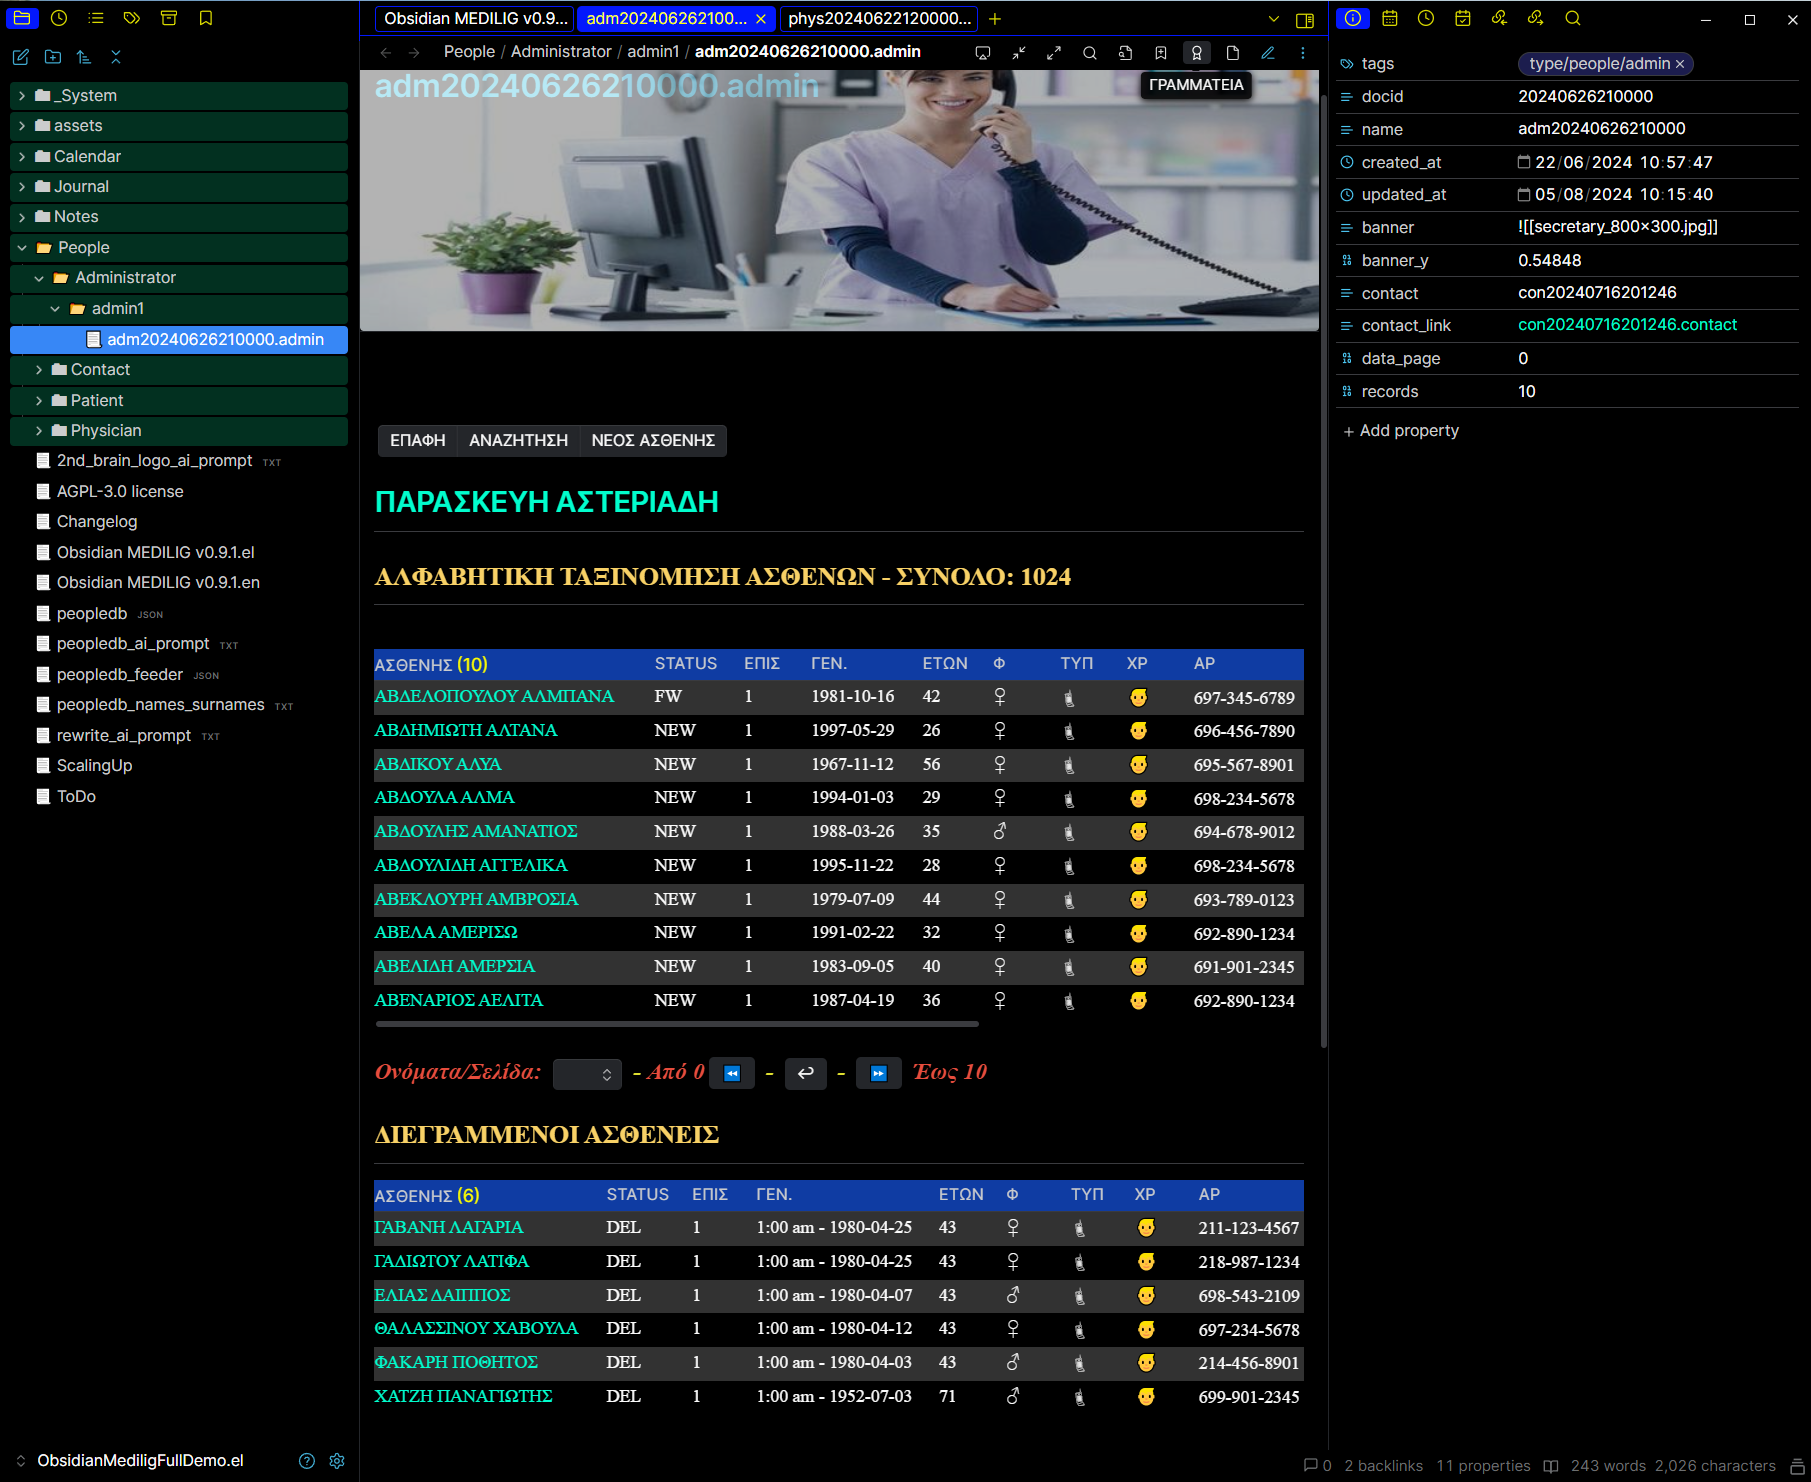 Obsidian MEDILIG v0.9...
adm202406262100...
phys20240622120000...
People / Administrator / admin1 / adm20240626210000.admin
adm20240626210000.admin
ΓΡΑΜΜΑΤΕΙΑ
_System
assets
Calendar
Journal
Notes
People
Administrator
admin1
adm20240626210000.admin
Contact
Patient
Physician
2nd_brain_logo_ai_prompt TXT
AGPL-3.0 license
Changelog
Obsidian MEDILIG v0.9.1.el
Obsidian MEDILIG v0.9.1.en
peopledb JSON
peopledb_ai_prompt TXT
peopledb_feeder JSON
peopledb_names_surnames TXT
rewrite_ai_prompt TXT
ScalingUp
ToDo
ObsidianMediligFullDemo.el
ΕΠΑΦΗ ΑΝΑΖΗΤΗΣΗ ΝΕΟΣ ΑΣΘΕΝΗΣ
ΠΑΡΑΣΚΕΥΗ ΑΣΤΕΡΙΑΔΗ
ΑΛΦΑΒΗΤΙΚΗ ΤΑΞΙΝΟΜΗΣΗ ΑΣΘΕΝΩΝ - ΣΥΝΟΛΟ: 1024
ΑΣΘΕΝΗΣ (10) STATUS ΕΠΙΣ ΓΕΝ. ΕΤΩΝ Φ ΤΥΠ ΧΡ ΑΡ
ΑΒΔΕΛΟΠΟΥΛΟΥ ΑΛΜΠΑΝΑ FW 1 1981-10-16 42 ♀ 697-345-6789
ΑΒΔΗΜΙΩΤΗ ΑΛΤΑΝΑ NEW 1 1997-05-29 26 ♀ 696-456-7890
ΑΒΔΙΚΟΥ ΑΛΥΑ NEW 1 1967-11-12 56 ♀ 695-567-8901
ΑΒΔΟΥΛΑ ΑΛΜΑ NEW 1 1994-01-03 29 ♀ 698-234-5678
ΑΒΔΟΥΛΗΣ ΑΜΑΝΑΤΙΟΣ NEW 1 1988-03-26 35 ♂ 694-678-9012
ΑΒΔΟΥΛΙΔΗ ΑΓΓΕΛΙΚΑ NEW 1 1995-11-22 28 ♀ 698-234-5678
ΑΒΕΚΛΟΥΡΗ ΑΜΒΡΟΣΙΑ NEW 1 1979-07-09 44 ♀ 693-789-0123
ΑΒΕΛΑ ΑΜΕΡΙΣΩ NEW 1 1991-02-22 32 ♀ 692-890-1234
ΑΒΕΛΙΔΗ ΑΜΕΡΣΙΑ NEW 1 1983-09-05 40 ♀ 691-901-2345
ΑΒΕΝΑΡΙΟΣ ΑΕΛΙΤΑ NEW 1 1987-04-19 36 ♀ 692-890-1234
Ονόματα/Σελίδα: - Από 0 - - Έως 10
ΔΙΕΓΡΑΜΜΕΝΟΙ ΑΣΘΕΝΕΙΣ
ΑΣΘΕΝΗΣ (6) STATUS ΕΠΙΣ ΓΕΝ. ΕΤΩΝ Φ ΤΥΠ ΧΡ ΑΡ
ΓΑΒΑΝΗ ΛΑΓΑΡΙΑ DEL 1 1:00 am - 1980-04-25 43 ♀ 211-123-4567
ΓΑΔΙΩΤΟΥ ΛΑΤΙΦΑ DEL 1 1:00 am - 1980-04-25 43 ♀ 218-987-1234
ΕΛΙΑΣ ΔΑΙΠΠΟΣ DEL 1 1:00 am - 1980-04-07 43 ♂ 698-543-2109
ΘΑΛΑΣΣΙΝΟΥ ΧΑΒΟΥΛΑ DEL 1 1:00 am - 1980-04-12 43 ♀ 697-234-5678
ΦΑΚΑΡΗ ΠΟΘΗΤΟΣ DEL 1 1:00 am - 1980-04-03 43 ♂ 214-456-8901
ΧΑΤΖΗ ΠΑΝΑΓΙΩΤΗΣ DEL 1 1:00 am - 1952-07-03 71 ♂ 699-901-2345
tags type/people/admin
docid 20240626210000
name adm20240626210000
created_at 22/06/2024 10:57:47
updated_at 05/08/2024 10:15:40
banner ![[secretary_800×300.jpg]]
banner_y 0.54848
contact con20240716201246
contact_link con20240716201246.contact
data_page 0
records 10
+ Add property
0 2 backlinks 11 properties 243 words 2,026 characters